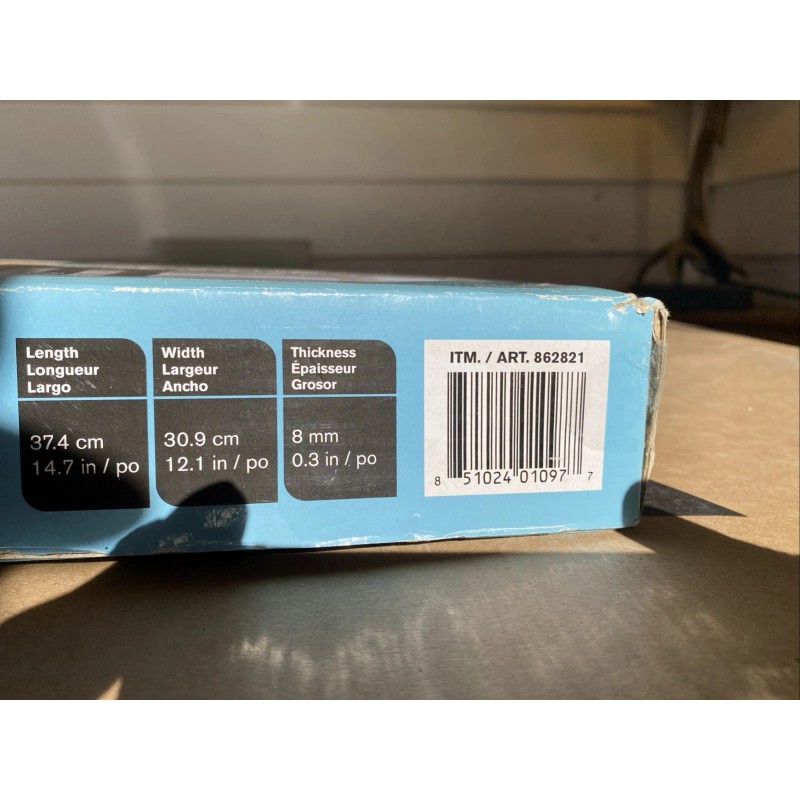 Length
Longueur
Largo
37.4 cm
14.7 in / po
Width
Largeur
Ancho
30.9 cm
12.1 in / po
Thickness
Épaisseur
Grosor
8 mm
0.3 in / po
ITM. / ART. 862821
8 51024 01097 7